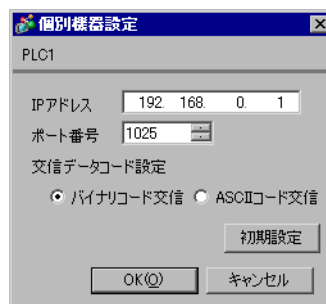 個別機器設定
PLC1
IPアドレス 192. 168. 0. 1
ポート番号 1025
交信データコード設定
バイナリコード交信 ASCIIコード交信
初期設定
OK(O) キャンセル